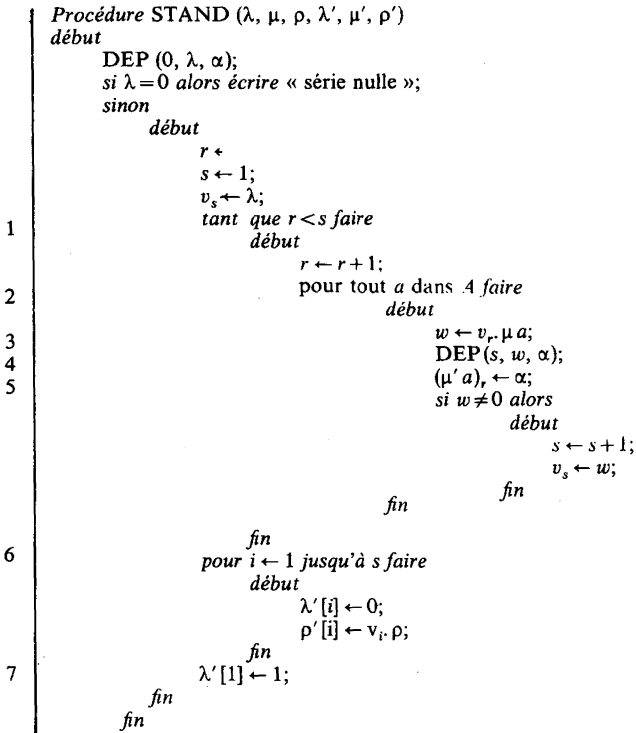 Procédure STAND (λ, μ, ρ, λ′, μ′, ρ′)
début
DEP (0, λ, α);
si λ=0 alors écrire « série nulle »;
sinon
début
r ←
s ← 1;
v_s ← λ;
1 tant que r<s faire
début
r ← r+1;
2 pour tout a dans A faire
début
3 w ← v_r. μ a;
4 DEP(s, w, α);
5 (μ′ a)_r ← α;
si w≠0 alors
début
s ← s+1;
v_s ← w;
fin
fin
fin
6 pour i ← 1 jusqu'à s faire
début
λ′[i] ← 0;
ρ′[i] ← v_i. ρ;
fin
7 λ′[1] ← 1;
fin
fin